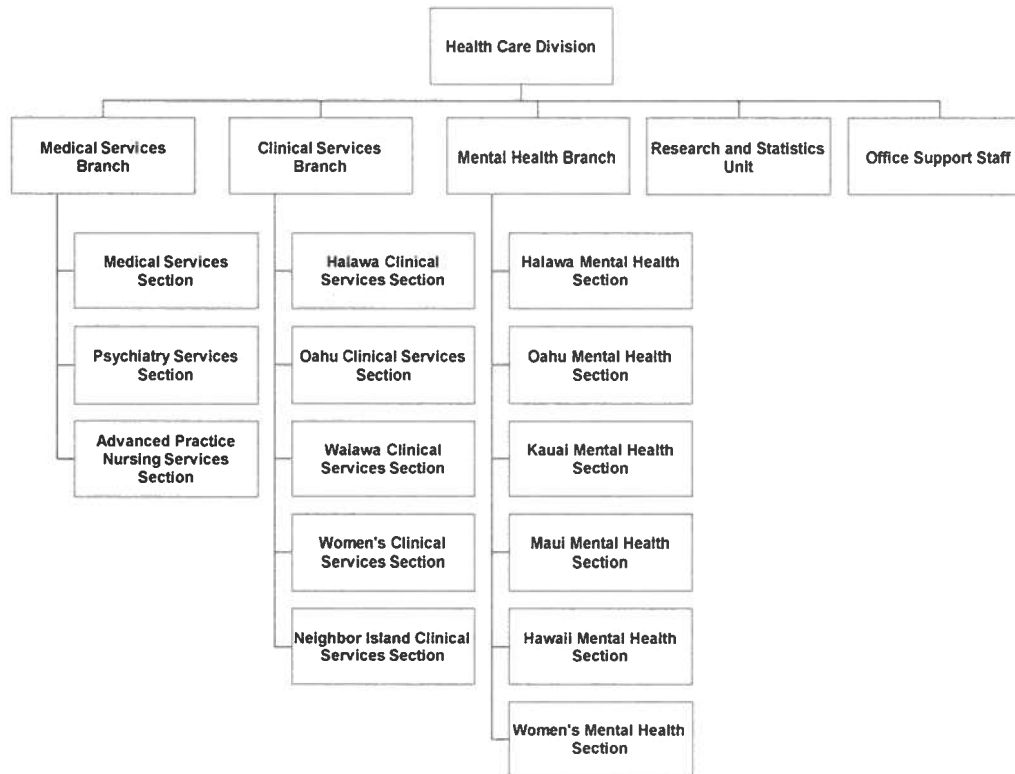 Health Care Division
Medical Services
Branch
Clinical Services
Branch
Mental Health Branch
Research and Statistics
Unit
Office Support Staff
Medical Services
Section
Psychiatry Services
Section
Advanced Practice
Nursing Services
Section
Halawa Clinical
Services Section
Oahu Clinical Services
Section
Waiawa Clinical
Services Section
Women's Clinical
Services Section
Neighbor Island Clinical
Services Section
Halawa Mental Health
Section
Oahu Mental Health
Section
Kauai Mental Health
Section
Maui Mental Health
Section
Hawaii Mental Health
Section
Women's Mental Health
Section